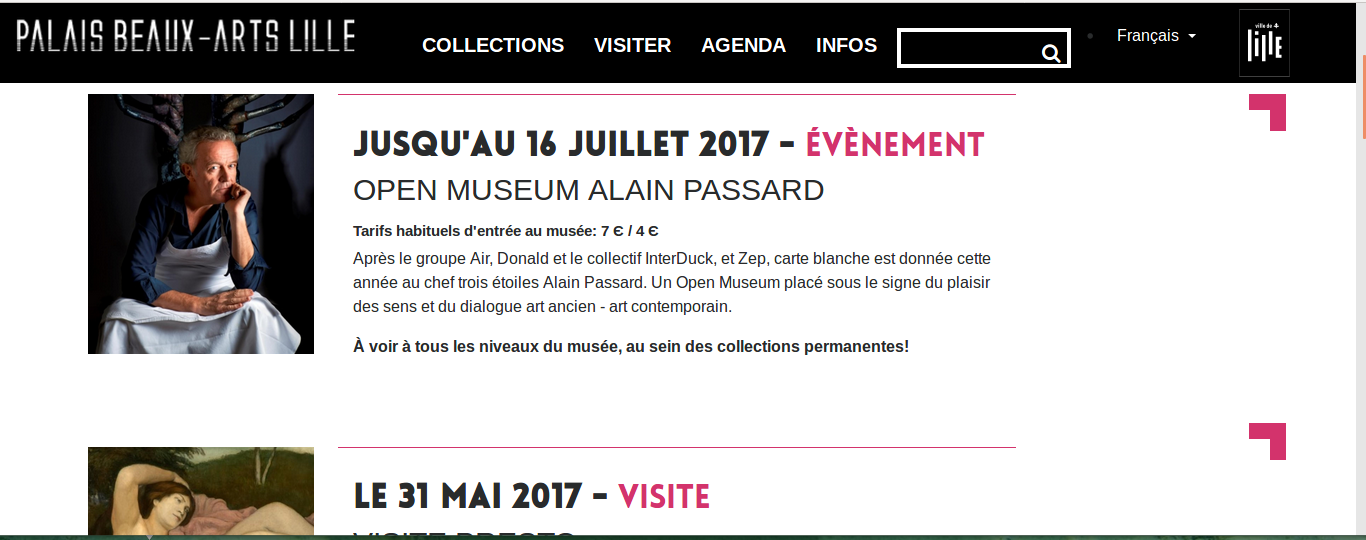 PALAIS BEAUX-ARTS LILLE
COLLECTIONS VISITER AGENDA INFOS
Français
ville de
lille
JUSQU'AU 16 JUILLET 2017 - ÉVÈNEMENT
OPEN MUSEUM ALAIN PASSARD
Tarifs habituels d'entrée au musée: 7 € / 4 €
Après le groupe Air, Donald et le collectif InterDuck, et Zep, carte blanche est donnée cette
année au chef trois étoiles Alain Passard. Un Open Museum placé sous le signe du plaisir
des sens et du dialogue art ancien - art contemporain.
À voir à tous les niveaux du musée, au sein des collections permanentes!
LE 31 MAI 2017 - VISITE
VISITE PRESTO